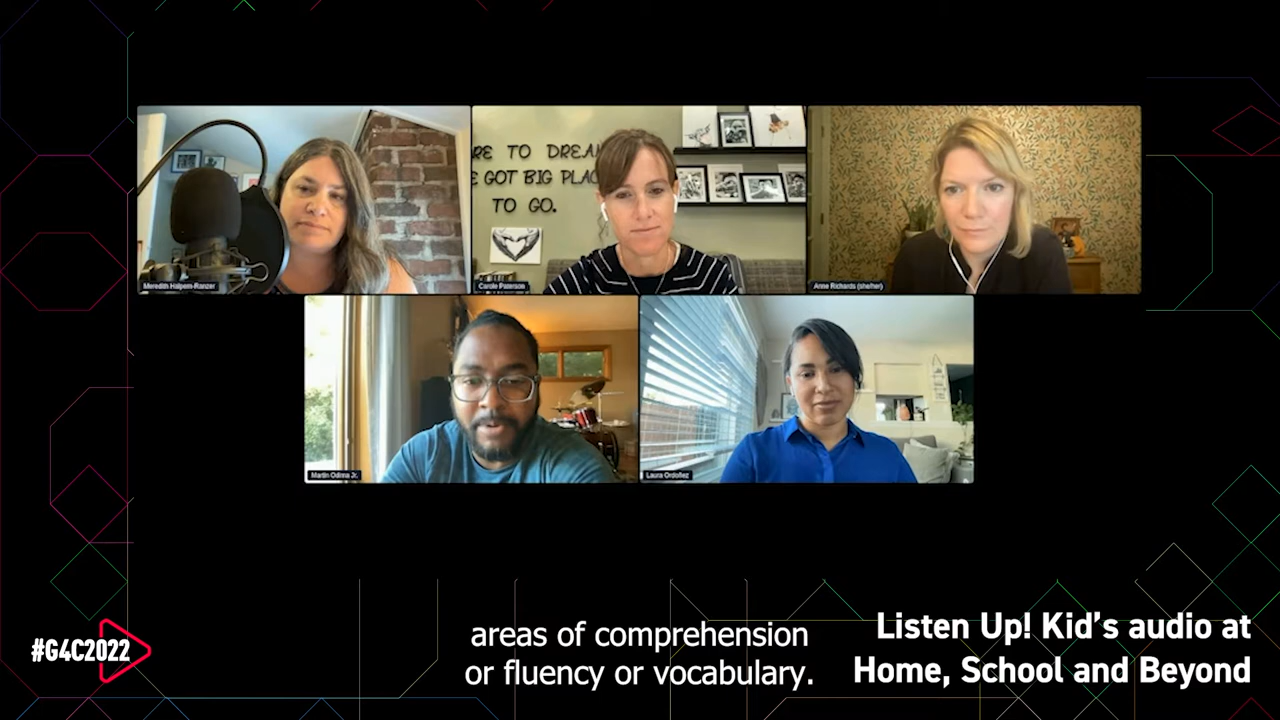 RE TO DREAM
E GOT BIG PLAC
TO GO.
Meredith Halpern-Ranzer
Carole Paterson
Anne Richards (she/her)
Martin Odima Jr.
Laura Ordoñez
#G4C2022
areas of comprehension
or fluency or vocabulary.
Listen Up! Kid's audio at
Home, School and Beyond